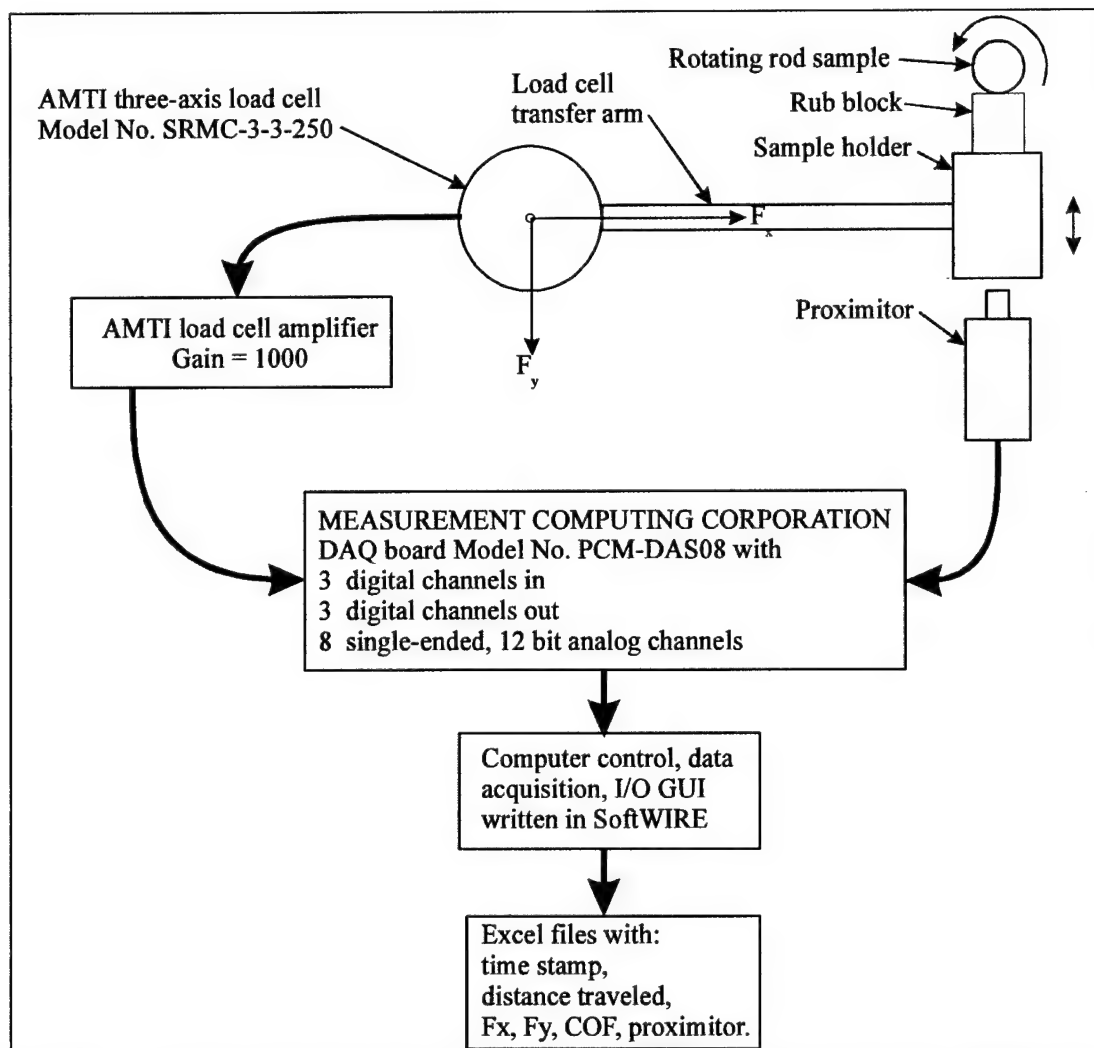 Rotating rod sample
Load cell
transfer arm
AMTI three-axis load cell
Model No. SRMC-3-3-250
Rub block
Sample holder
Fx
Proximitor
AMTI load cell amplifier
Gain = 1000
Fy
MEASUREMENT COMPUTING CORPORATION
DAQ board Model No. PCM-DAS08 with
3 digital channels in
3 digital channels out
8 single-ended, 12 bit analog channels
Computer control, data
acquisition, I/O GUI
written in SoftWIRE
Excel files with:
time stamp,
distance traveled,
Fx, Fy, COF, proximitor.